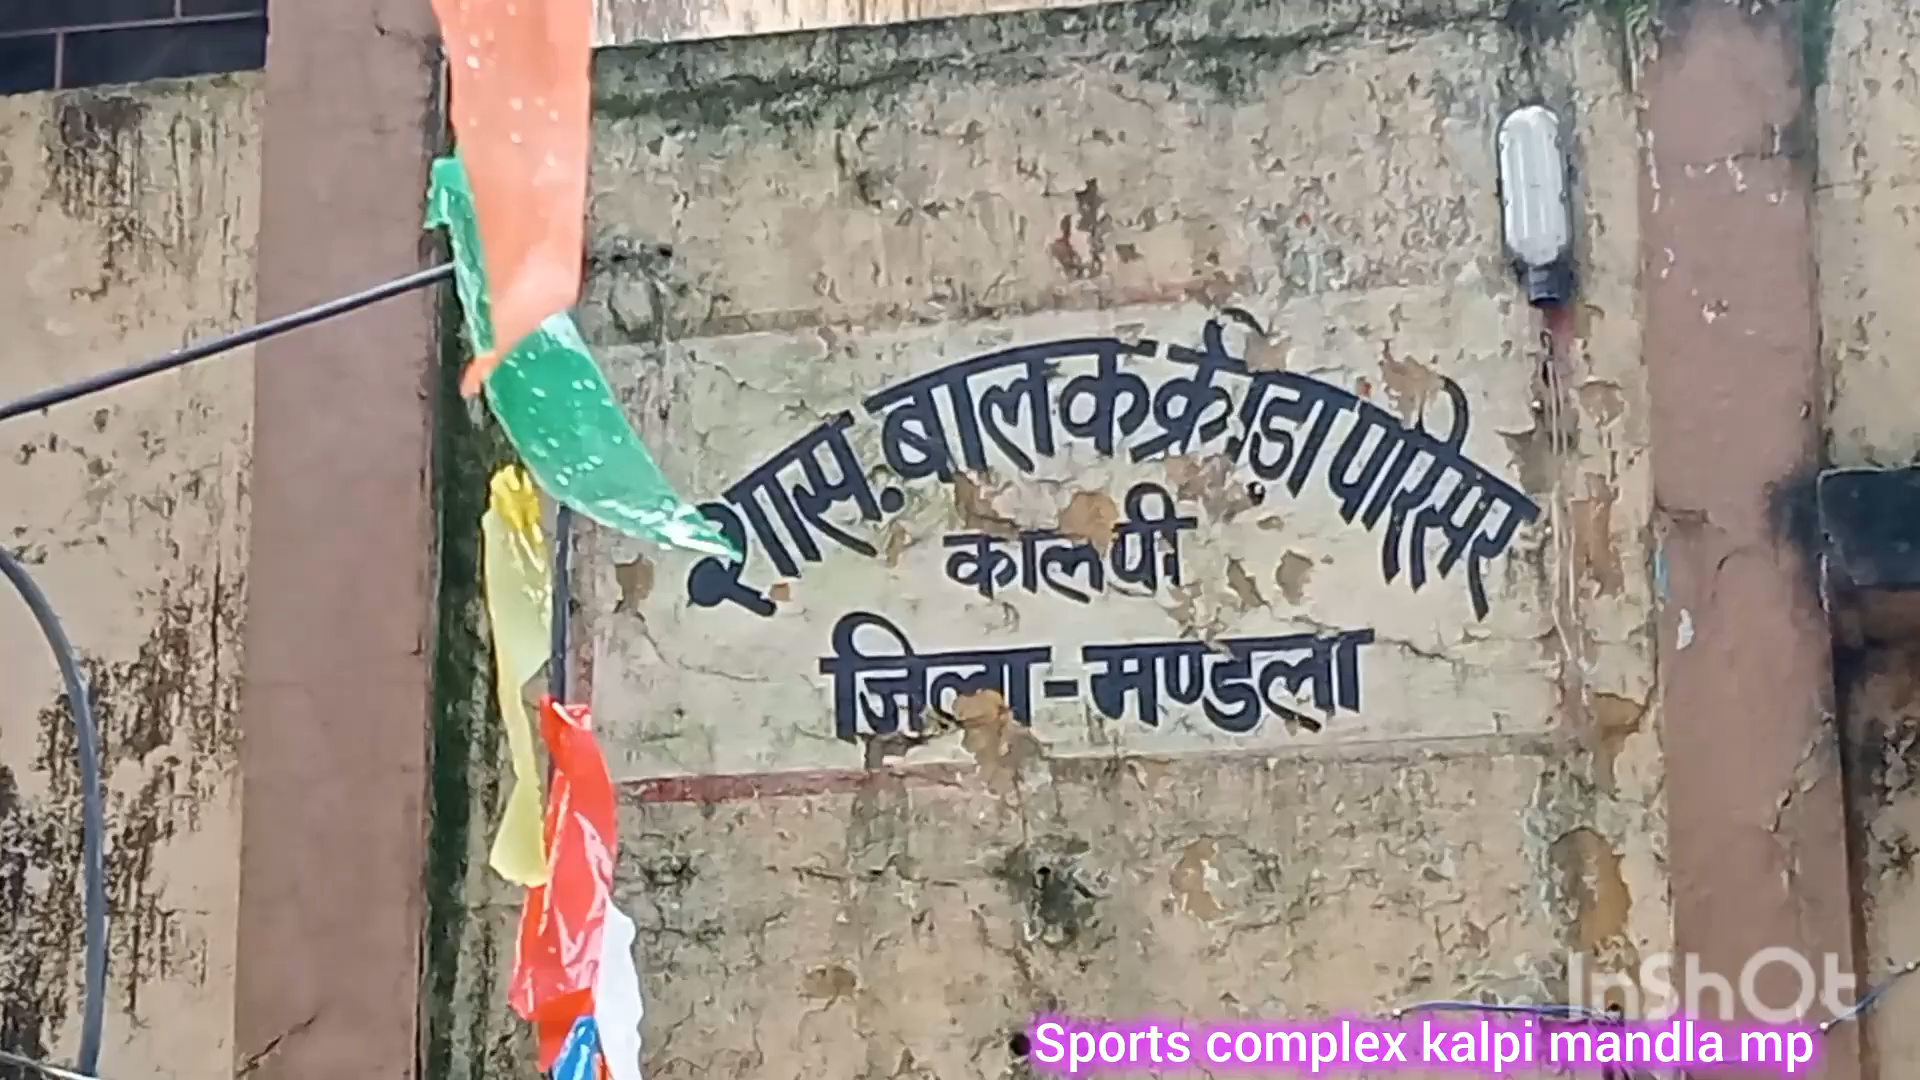 शास. बालक क्रीड़ा परिसर
कालपी
जिला-मण्डला
InShOt
Sports complex kalpi mandla mp